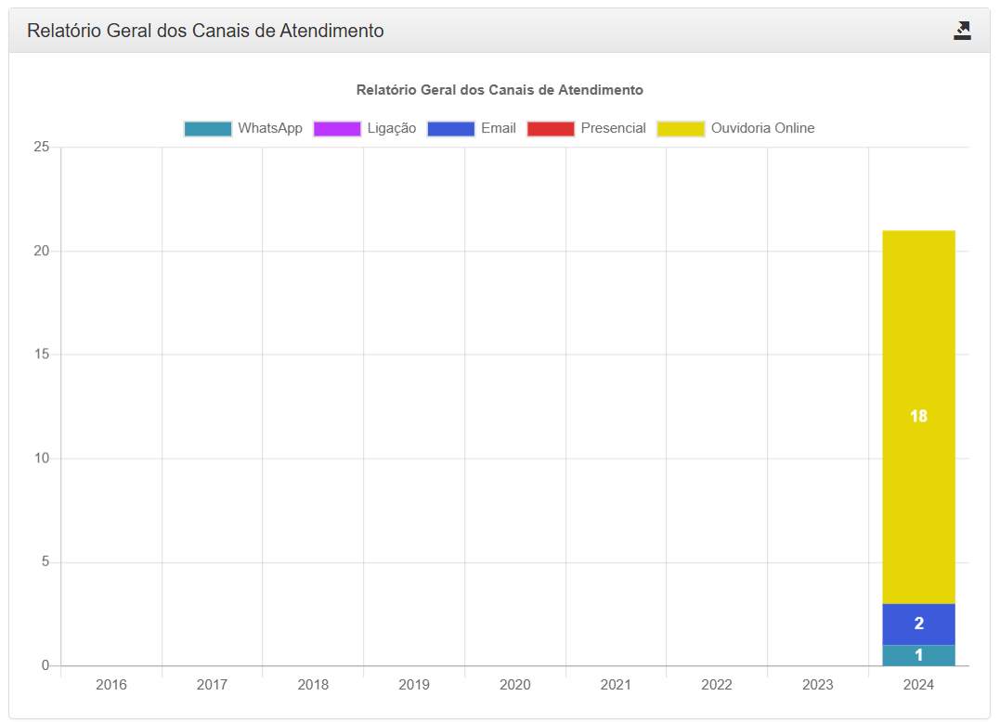 Relatório Geral dos Canais de Atendimento
Relatório Geral dos Canais de Atendimento
WhatsApp Ligação Email Presencial Ouvidoria Online
25
20
15
10
5
0
18
2
1
2016 2017 2018 2019 2020 2021 2022 2023 2024